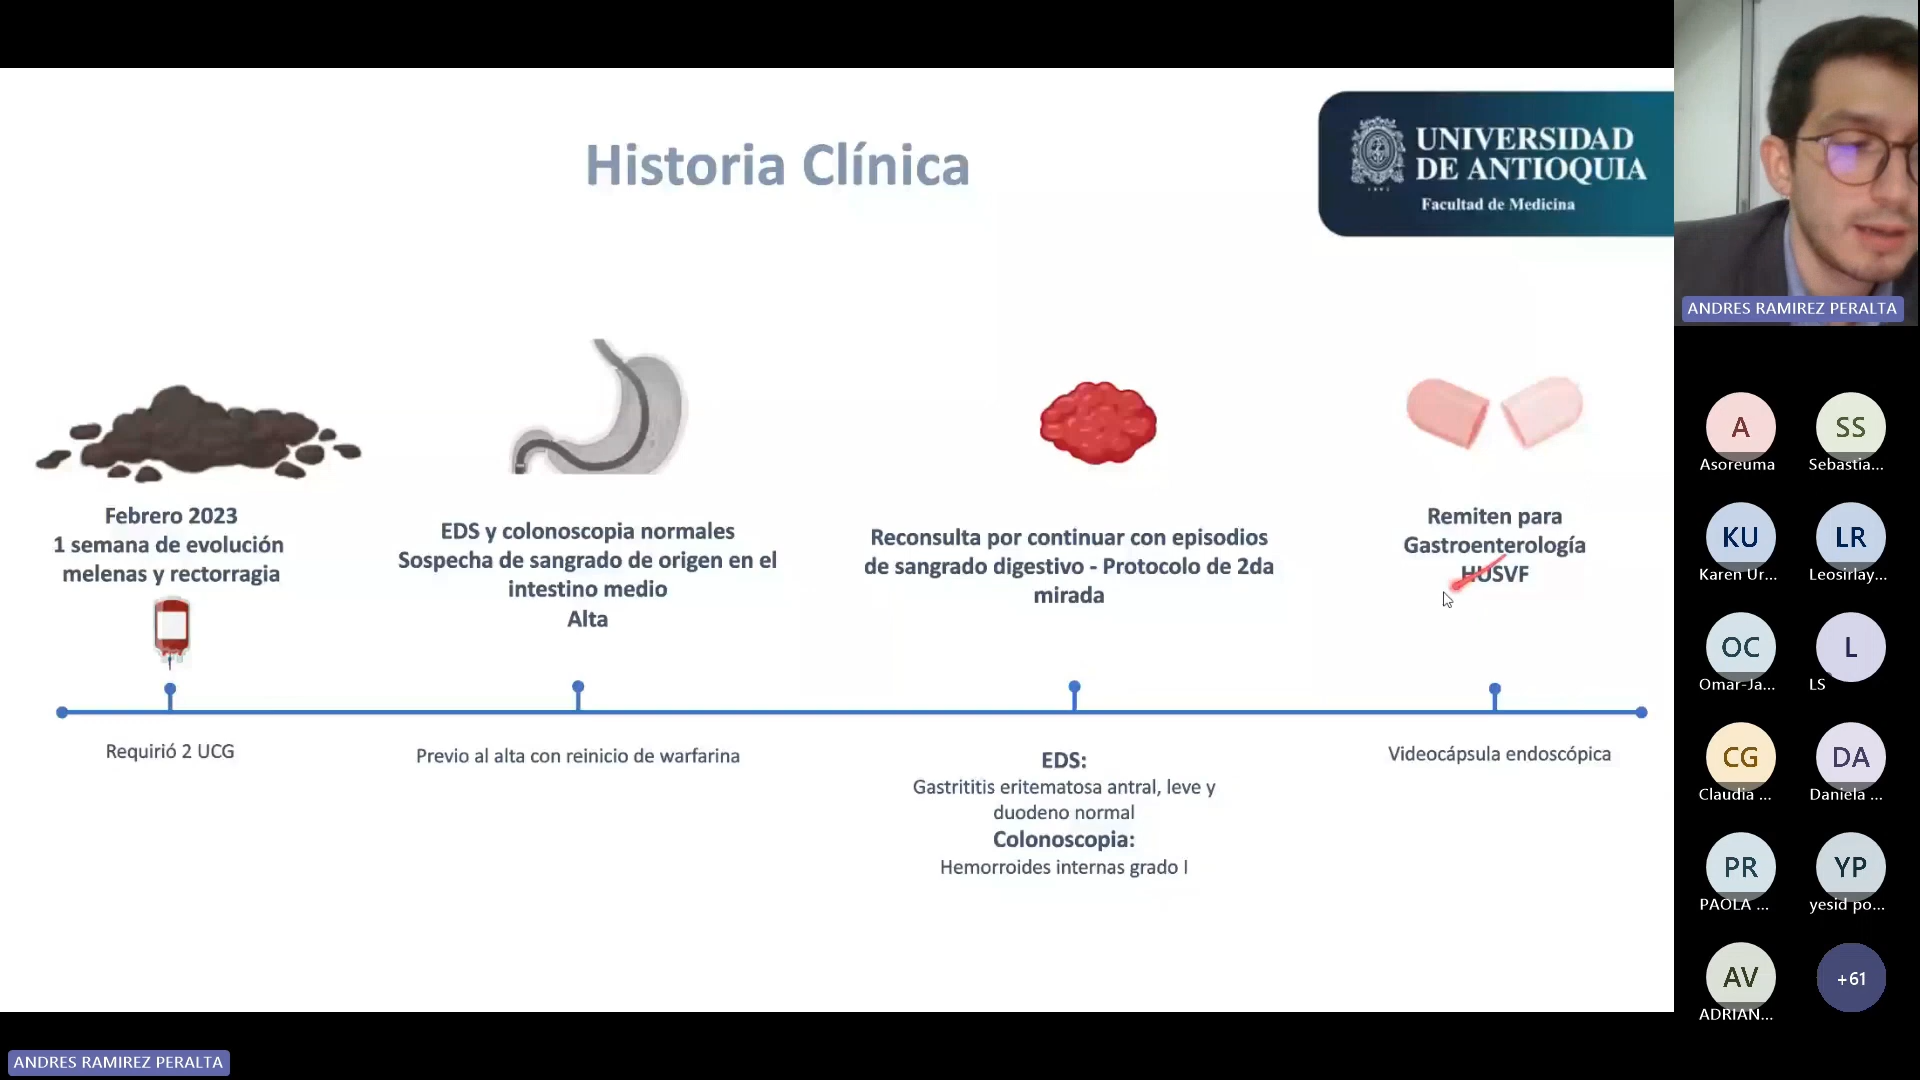 Historia Clínica
UNIVERSIDAD
DE ANTIOQUIA
1803
Facultad de Medicina
ANDRES RAMIREZ PERALTA
Febrero 2023
1 semana de evolución
melenas y rectorragia
Requirió 2 UCG
EDS y colonoscopia normales
Sospecha de sangrado de origen en el
intestino medio
Alta
Previo al alta con reinicio de warfarina
Reconsulta por continuar con episodios
de sangrado digestivo - Protocolo de 2da
mirada
EDS:
Gastrititis eritematosa antral, leve y
duodeno normal
Colonoscopia:
Hemorroides internas grado I
Remiten para
Gastroenterología
HUSVF
Videocápsula endoscópica
A
Asoreuma
SS
Sebastia...
KU
Karen Ur...
LR
Leosirlay...
OC
Omar-Ja...
L
LS
CG
Claudia ...
DA
Daniela ...
PR
PAOLA ...
YP
yesid po...
AV
ADRIAN...
+61
ANDRES RAMIREZ PERALTA